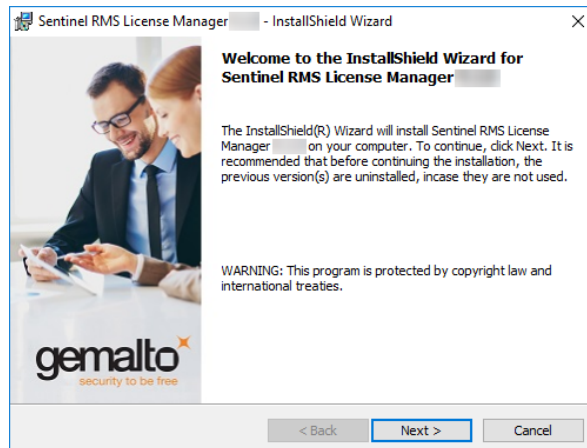 Sentinel RMS License Manager - InstallShield Wizard
Welcome to the InstallShield Wizard for
Sentinel RMS License Manager
The InstallShield(R) Wizard will install Sentinel RMS License
Manager on your computer. To continue, click Next. It is
recommended that before continuing the installation, the
previous version(s) are uninstalled, incase they are not used.
WARNING: This program is protected by copyright law and
international treaties.
gemalto
security to be free
< Back Next > Cancel